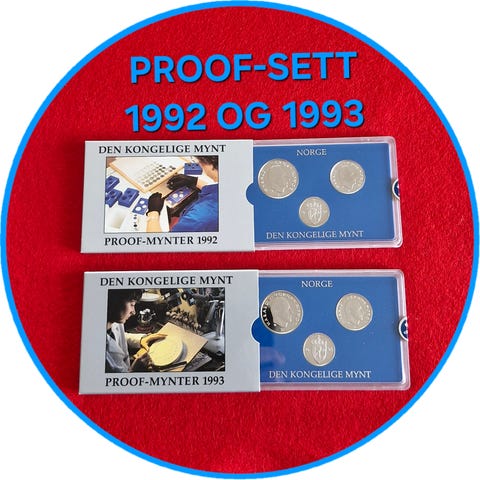 PROOF-SETT
1992 OG 1993
DEN KONGELIGE MYNT
PROOF-MYNTER 1992
NORGE
DEN KONGELIGE MYNT
DEN KONGELIGE MYNT
PROOF-MYNTER 1993
NORGE
DEN KONGELIGE MYNT